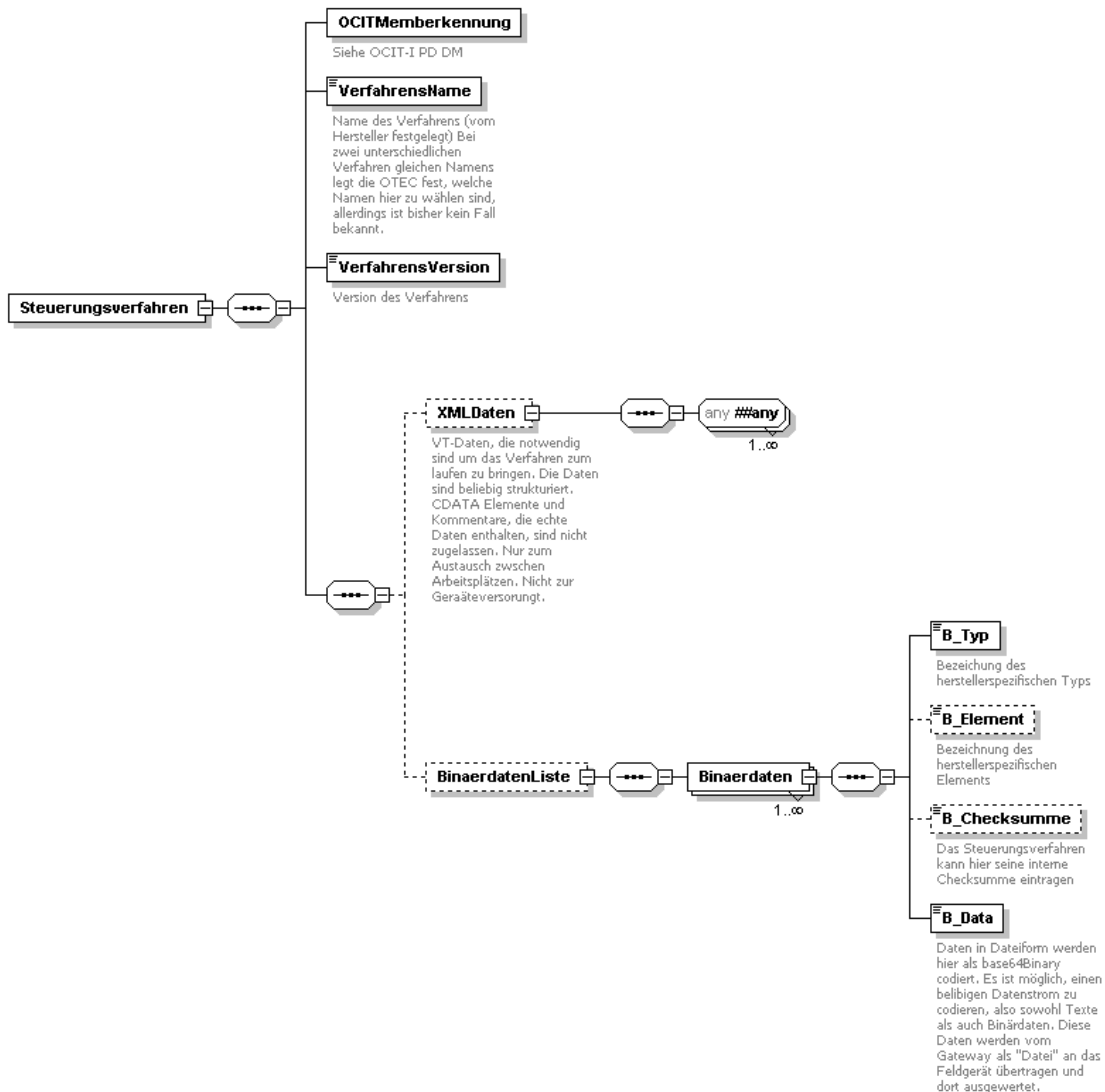 OCITMemberkennung
Siehe OCIT-I PD DM
VerfahrensName
Name des Verfahrens (vom
Hersteller festgelegt) Bei
zwei unterschiedlichen
Verfahren gleichen Namens
legt die OTEC fest, welche
Namen hier zu wählen sind,
allerdings ist bisher kein Fall
bekannt.
VerfahrensVersion
Version des Verfahrens
Steuerungsverfahren
XMLDaten
any ##any
1..∞
VT-Daten, die notwendig
sind um das Verfahren zum
laufen zu bringen. Die Daten
sind beliebig strukturiert.
CDATA Elemente und
Kommentare, die echte
Daten enthalten, sind nicht
zugelassen. Nur zum
Austausch zwschen
Arbeitsplätzen. Nicht zur
Geraäteversorungt.
BinaerdatenListe
Binaerdaten
1..∞
B_Typ
Bezeichung des
herstellerspezifischen Typs
B_Element
Bezeichnung des
herstellerspezifischen
Elements
B_Checksumme
Das Steuerungsverfahren
kann hier seine interne
Checksumme eintragen
B_Data
Daten in Dateiform werden
hier als base64Binary
codiert. Es ist möglich, einen
belibigen Datenstrom zu
codieren, also sowohl Texte
als auch Binärdaten. Diese
Daten werden vom
Gateway als "Datei" an das
Feldgerät übertragen und
dort ausgewertet.